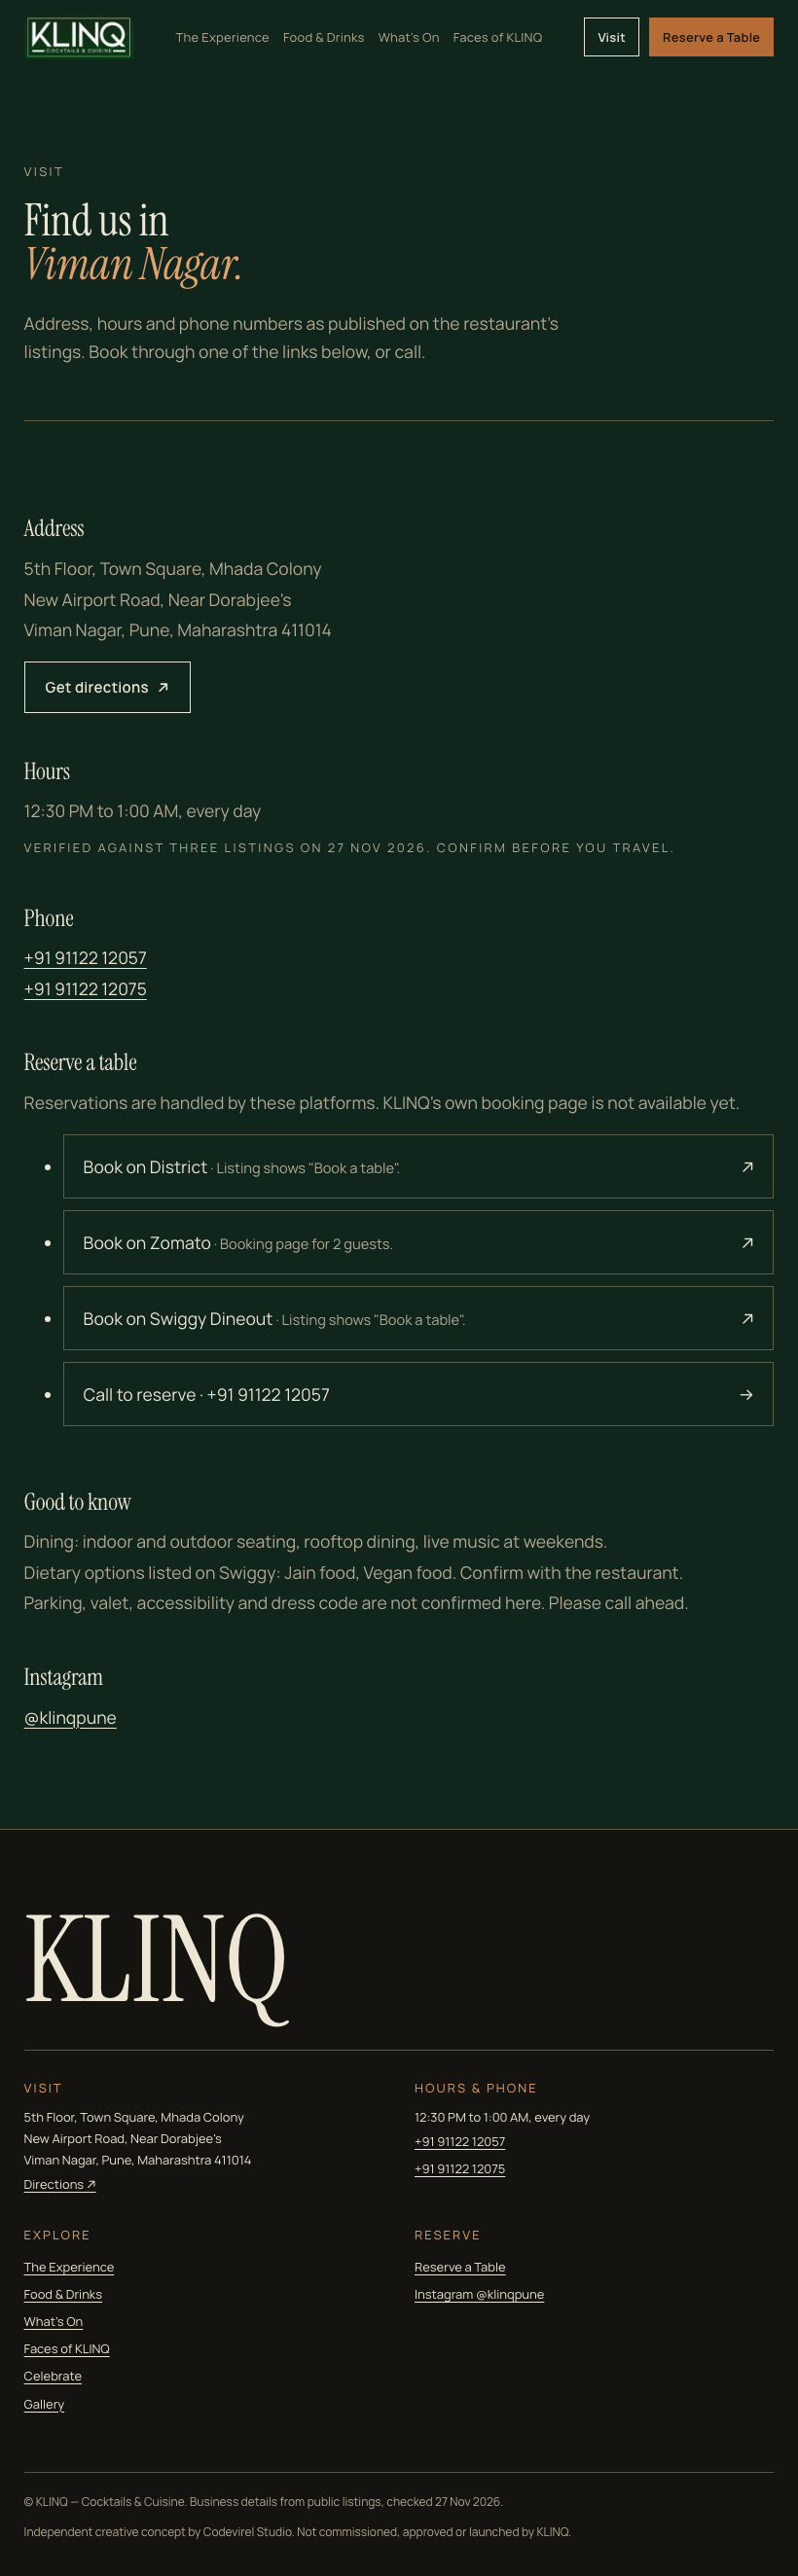 KLINQ
COCKTAILS & CUISINE
The Experience
Food & Drinks
What's On
Faces of KLINQ
Visit
Reserve a Table
VISIT
Find us in
Viman Nagar.
Address, hours and phone numbers as published on the restaurant's
listings. Book through one of the links below, or call.
Address
5th Floor, Town Square, Mhada Colony
New Airport Road, Near Dorabjee's
Viman Nagar, Pune, Maharashtra 411014
Get directions ↗
Hours
12:30 PM to 1:00 AM, every day
VERIFIED AGAINST THREE LISTINGS ON 27 NOV 2026. CONFIRM BEFORE YOU TRAVEL.
Phone
+91 91122 12057
+91 91122 12075
Reserve a table
Reservations are handled by these platforms. KLINQ's own booking page is not available yet.
Book on District · Listing shows "Book a table". ↗
Book on Zomato · Booking page for 2 guests. ↗
Book on Swiggy Dineout · Listing shows "Book a table". ↗
Call to reserve · +91 91122 12057 →
Good to know
Dining: indoor and outdoor seating, rooftop dining, live music at weekends.
Dietary options listed on Swiggy: Jain food, Vegan food. Confirm with the restaurant.
Parking, valet, accessibility and dress code are not confirmed here. Please call ahead.
Instagram
@klinqpune
KLINQ
VISIT
5th Floor, Town Square, Mhada Colony
New Airport Road, Near Dorabjee's
Viman Nagar, Pune, Maharashtra 411014
Directions ↗
HOURS & PHONE
12:30 PM to 1:00 AM, every day
+91 91122 12057
+91 91122 12075
EXPLORE
The Experience
Food & Drinks
What's On
Faces of KLINQ
Celebrate
Gallery
RESERVE
Reserve a Table
Instagram @klinqpune
© KLINQ — Cocktails & Cuisine. Business details from public listings, checked 27 Nov 2026.
Independent creative concept by Codevirel Studio. Not commissioned, approved or launched by KLINQ.